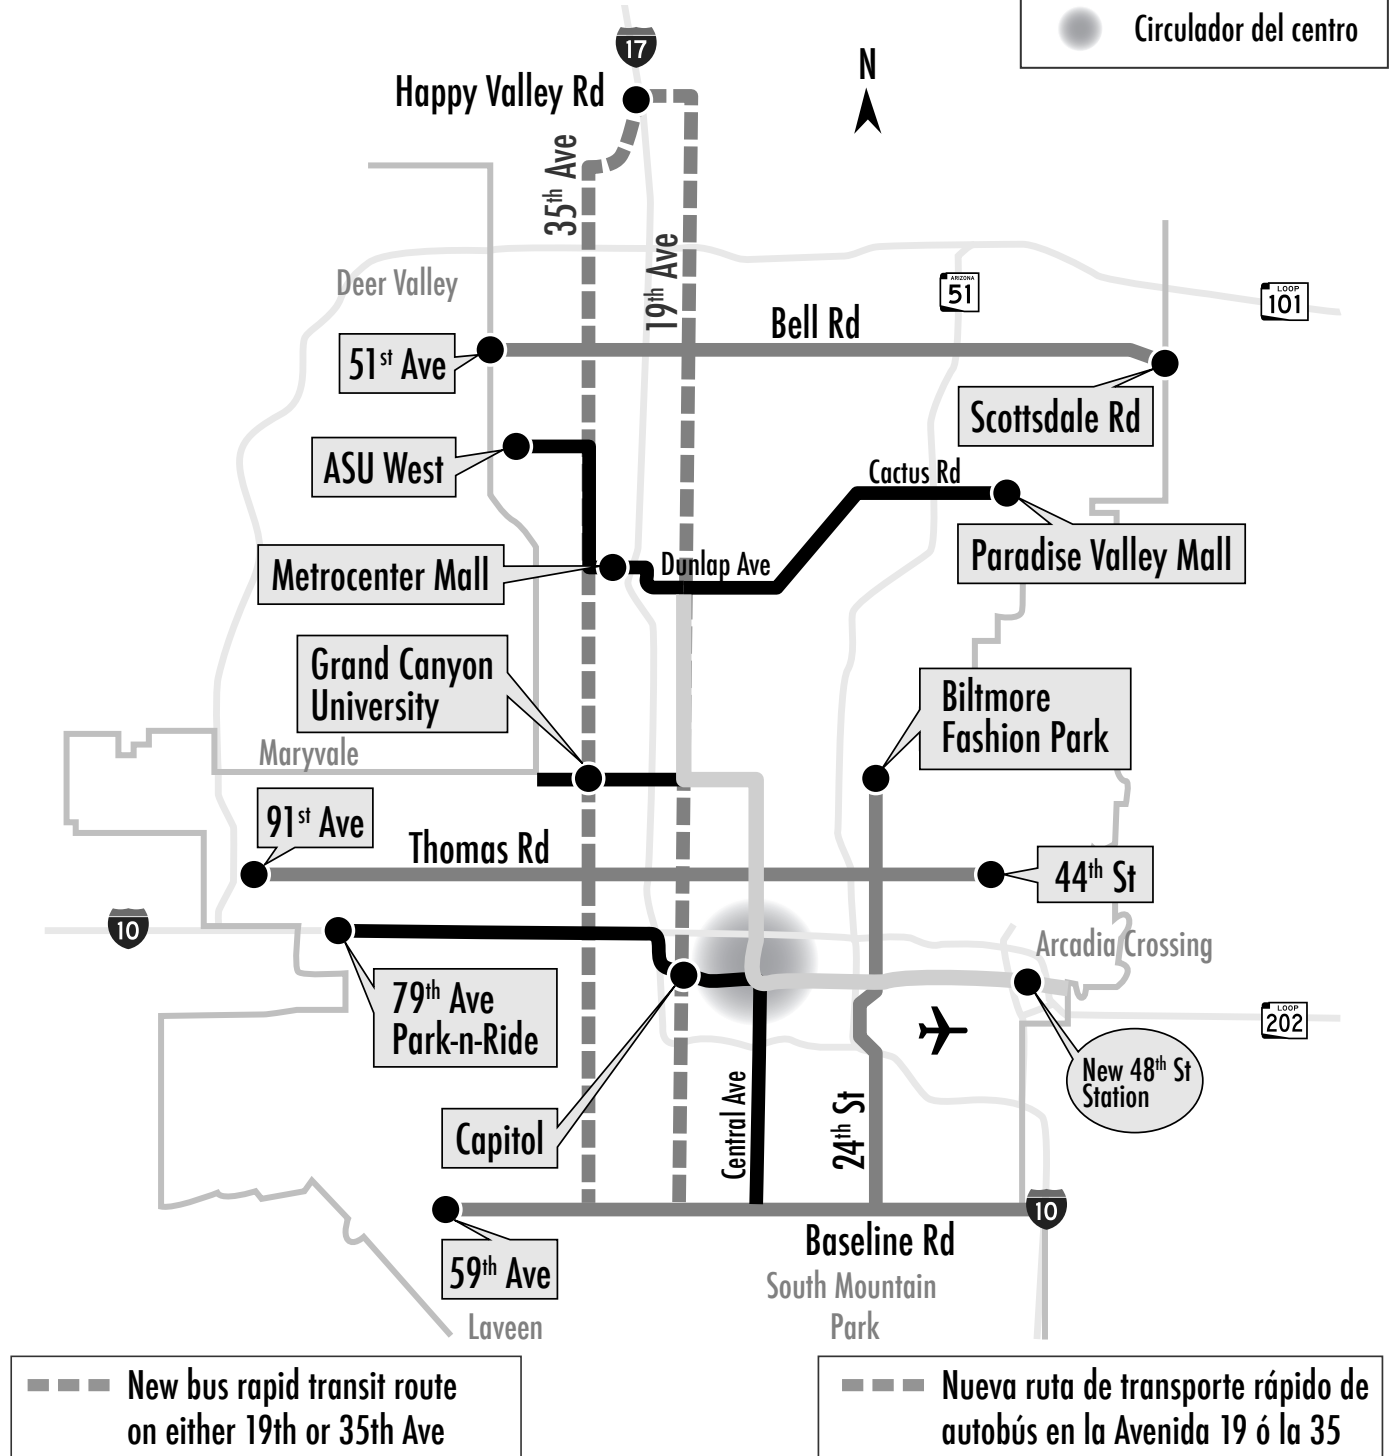 Circulador del centro
17
N
Happy Valley Rd
35th Ave
19th Ave
Deer Valley
ARIZONA
51
LOOP
101
Bell Rd
51st Ave
Scottsdale Rd
ASU West
Cactus Rd
Paradise Valley Mall
Metrocenter Mall
Dunlap Ave
Grand Canyon
University
Biltmore
Fashion Park
Maryvale
91st Ave
Thomas Rd
44th St
10
Arcadia Crossing
79th Ave
Park-n-Ride
LOOP
202
New 48th St
Station
Capitol
Central Ave
24th St
10
Baseline Rd
59th Ave
South Mountain
Park
Laveen
New bus rapid transit route
on either 19th or 35th Ave
Nueva ruta de transporte rápido de
autobús en la Avenida 19 ó la 35